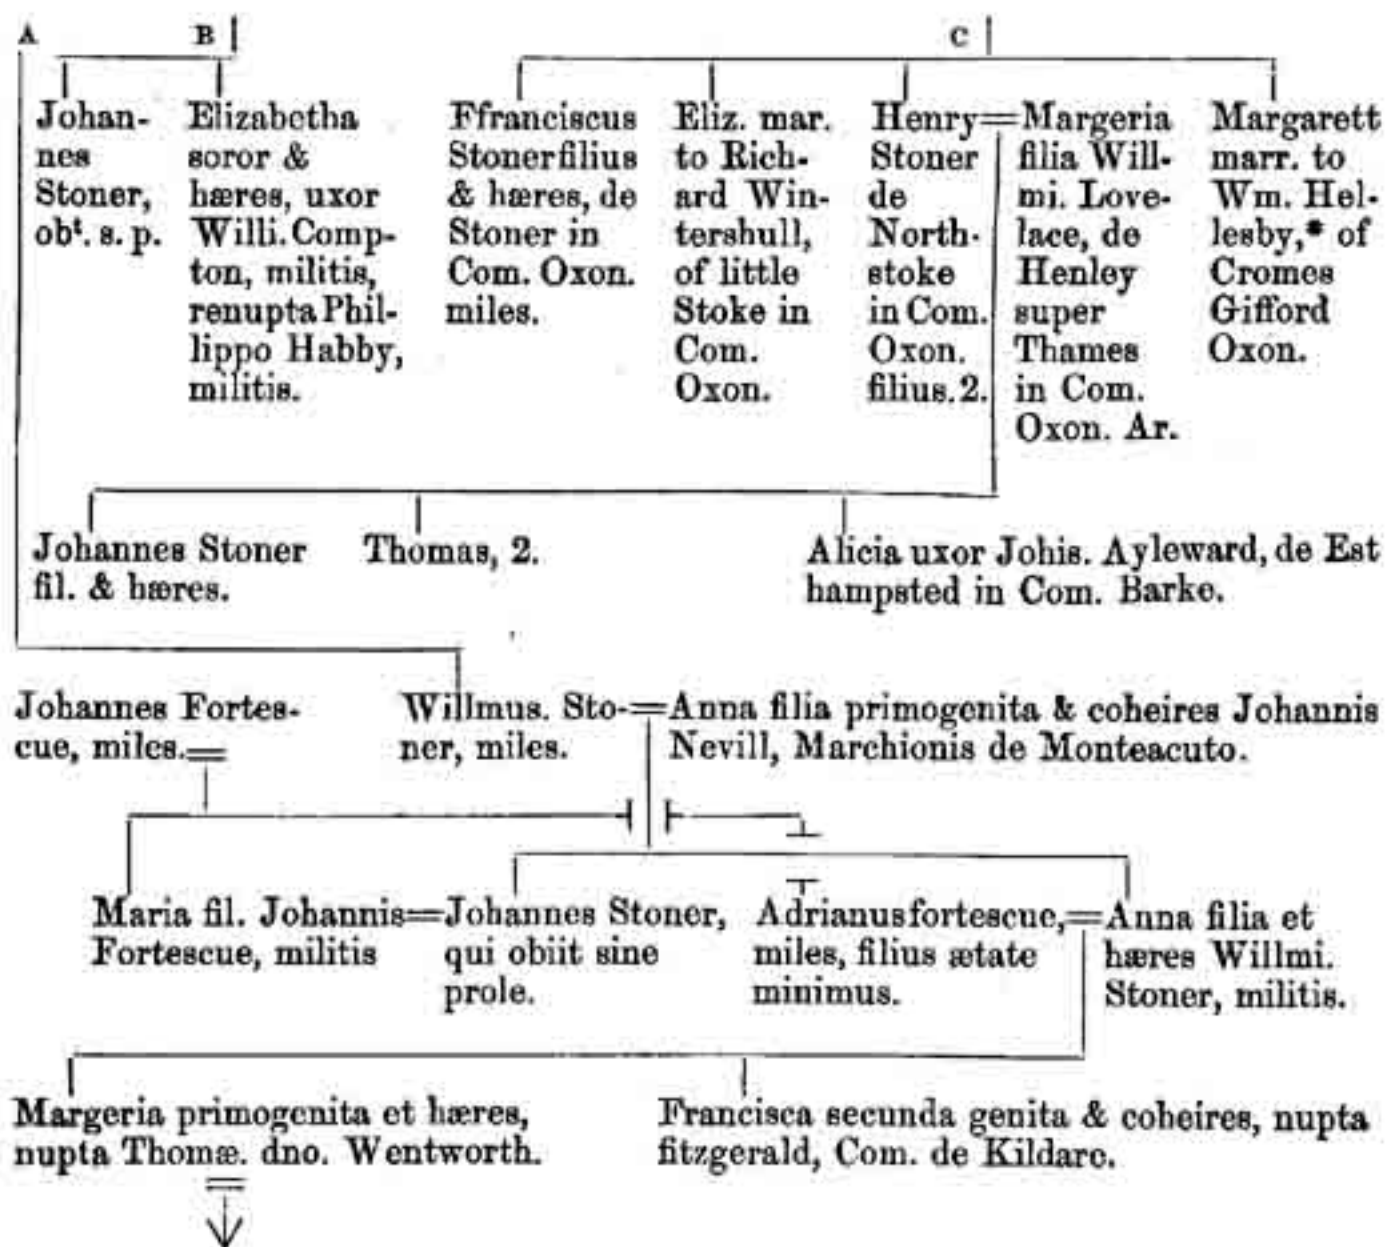 A
B
C
Johan-
nes
Stoner,
obᵗ. s. p.
Elizabetha
soror &
hæres, uxor
Willi. Comp-
ton, militis,
renupta Phil-
lippo Habby,
militis.
Ffranciscus
Stoner filius
& hæres, de
Stoner in
Com. Oxon.
miles.
Eliz. mar.
to Rich-
ard Win-
tershull,
of little
Stoke in
Com.
Oxon.
Henry=
Stoner
de
North-
stoke
in Com.
Oxon.
filius. 2.
Margeria
filia Will-
mi. Love-
lace, de
Henley
super
Thames
in Com.
Oxon. Ar.
Margarett
marr. to
Wm. Hel-
lesby,* of
Cromes
Gifford
Oxon.
Johannes Stoner
fil. & hæres.
Thomas, 2.
Alicia uxor Johis. Ayleward, de Est
hampsted in Com. Barke.
Johannes Fortes-
cue, miles.=
Willmus. Sto-=
ner, miles.
Anna filia primogenita & coheires Johannis
Nevill, Marchionis de Monteacuto.
Maria fil. Johannis=
Fortescue, militis
Johannes Stoner,
qui obiit sine
prole.
Adrianus fortescue,=
miles, filius ætate
minimus.
Anna filia et
hæres Willmi.
Stoner, militis.
Margeria primogenita et hæres,
nupta Thomæ. dno. Wentworth.
Francisca secunda genita & coheires, nupta
fitzgerald, Com. de Kildare.